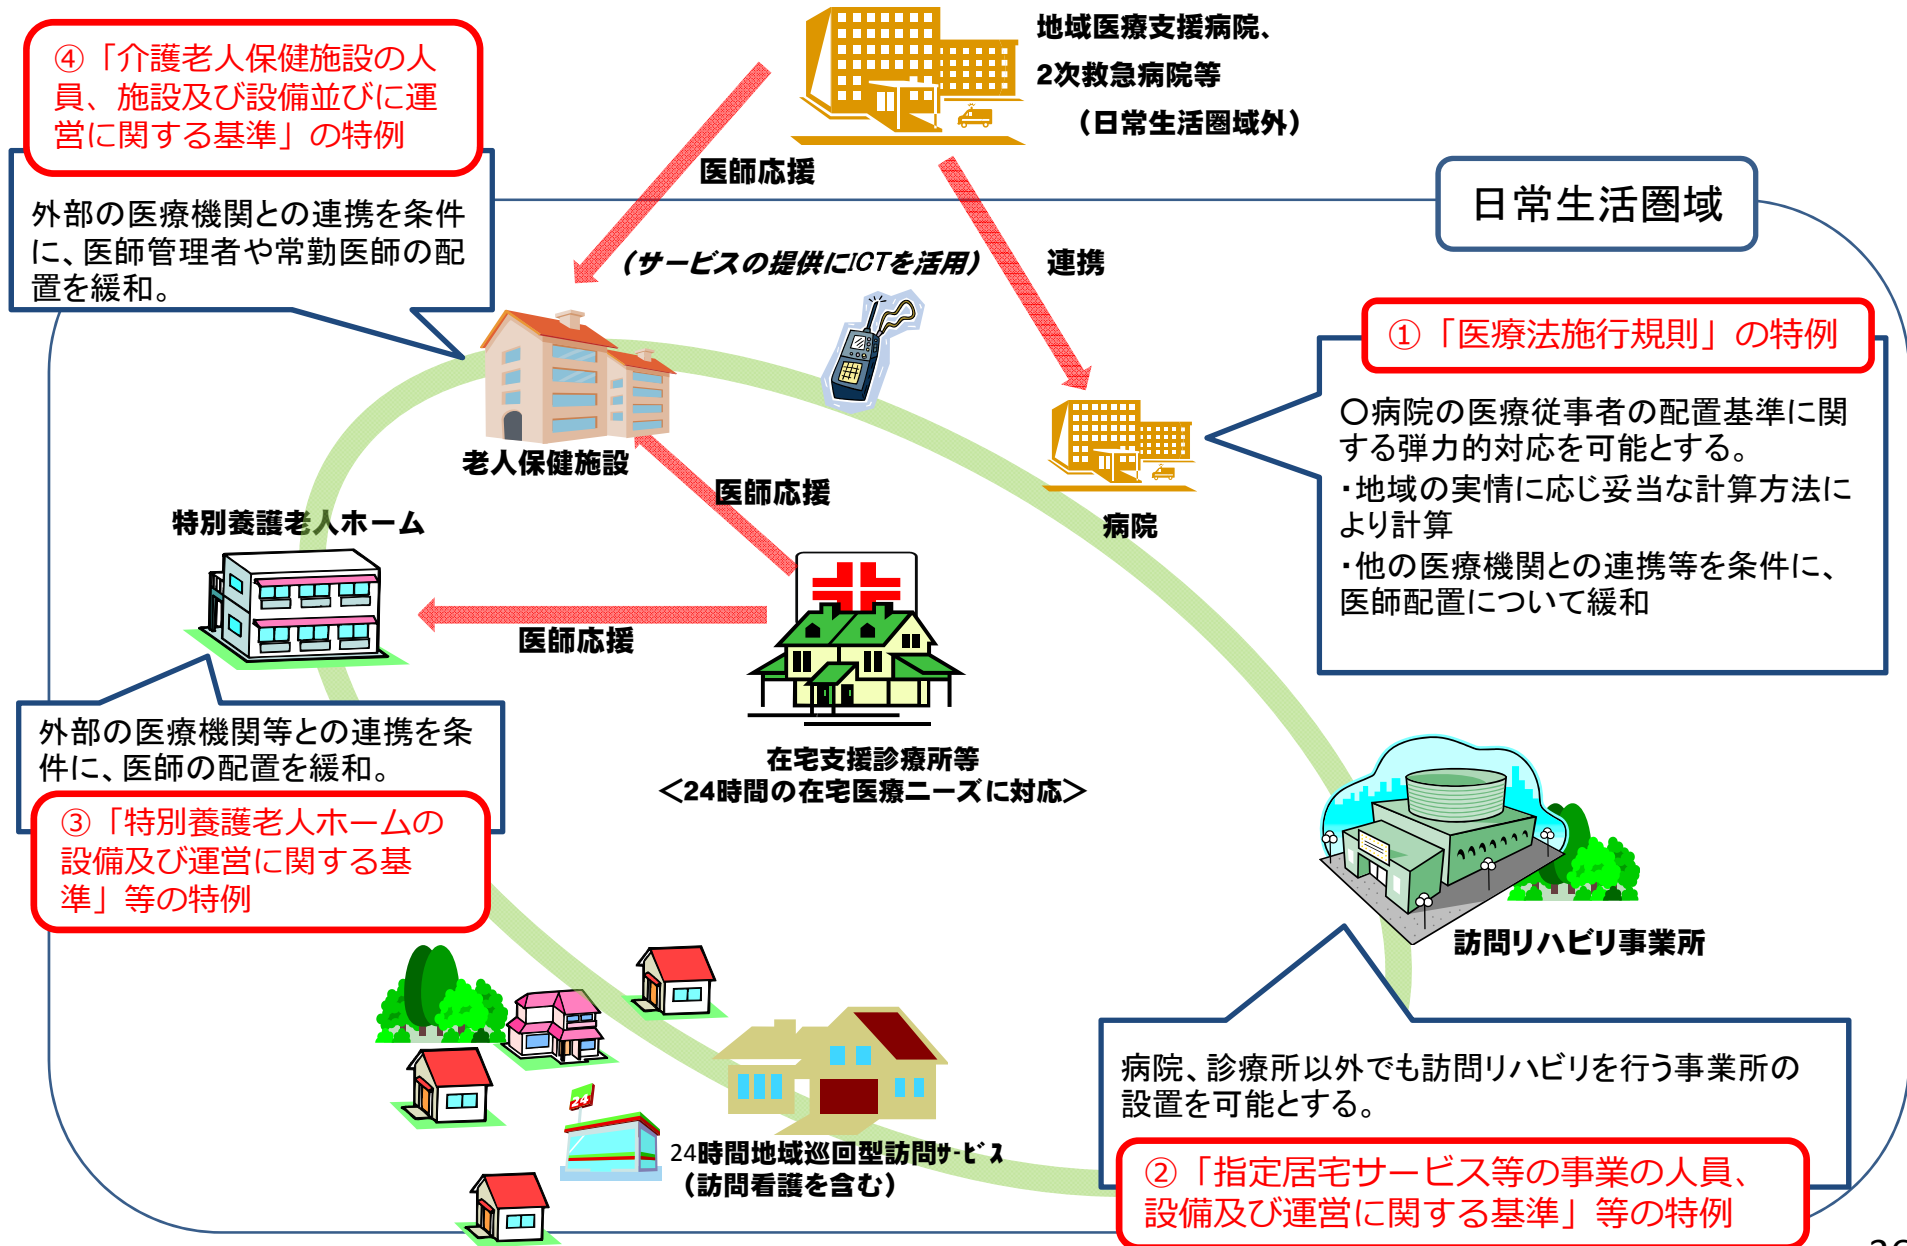 ④「介護老人保健施設の人
員、施設及び設備並びに運
営に関する基準」の特例
外部の医療機関との連携を条件
に、医師管理者や常勤医師の配
置を緩和。
地域医療支援病院、
2次救急病院等
（日常生活圏域外）
医師応援
日常生活圏域
（サービスの提供にICTを活用）
連携
①「医療法施行規則」の特例
○病院の医療従事者の配置基準に関
する弾力的対応を可能とする。
・地域の実情に応じ妥当な計算方法に
より計算
・他の医療機関との連携等を条件に、
医師配置について緩和
老人保健施設
医師応援
病院
特別養護老人ホーム
医師応援
外部の医療機関等との連携を条
件に、医師の配置を緩和。
③「特別養護老人ホームの
設備及び運営に関する基
準」等の特例
在宅支援診療所等
＜24時間の在宅医療ニーズに対応＞
訪問リハビリ事業所
病院、診療所以外でも訪問リハビリを行う事業所の
設置を可能とする。
②「指定居宅サービス等の事業の人員、
設備及び運営に関する基準」等の特例
24
24時間地域巡回型訪問ｻｰﾋﾞｽ
（訪問看護を含む）